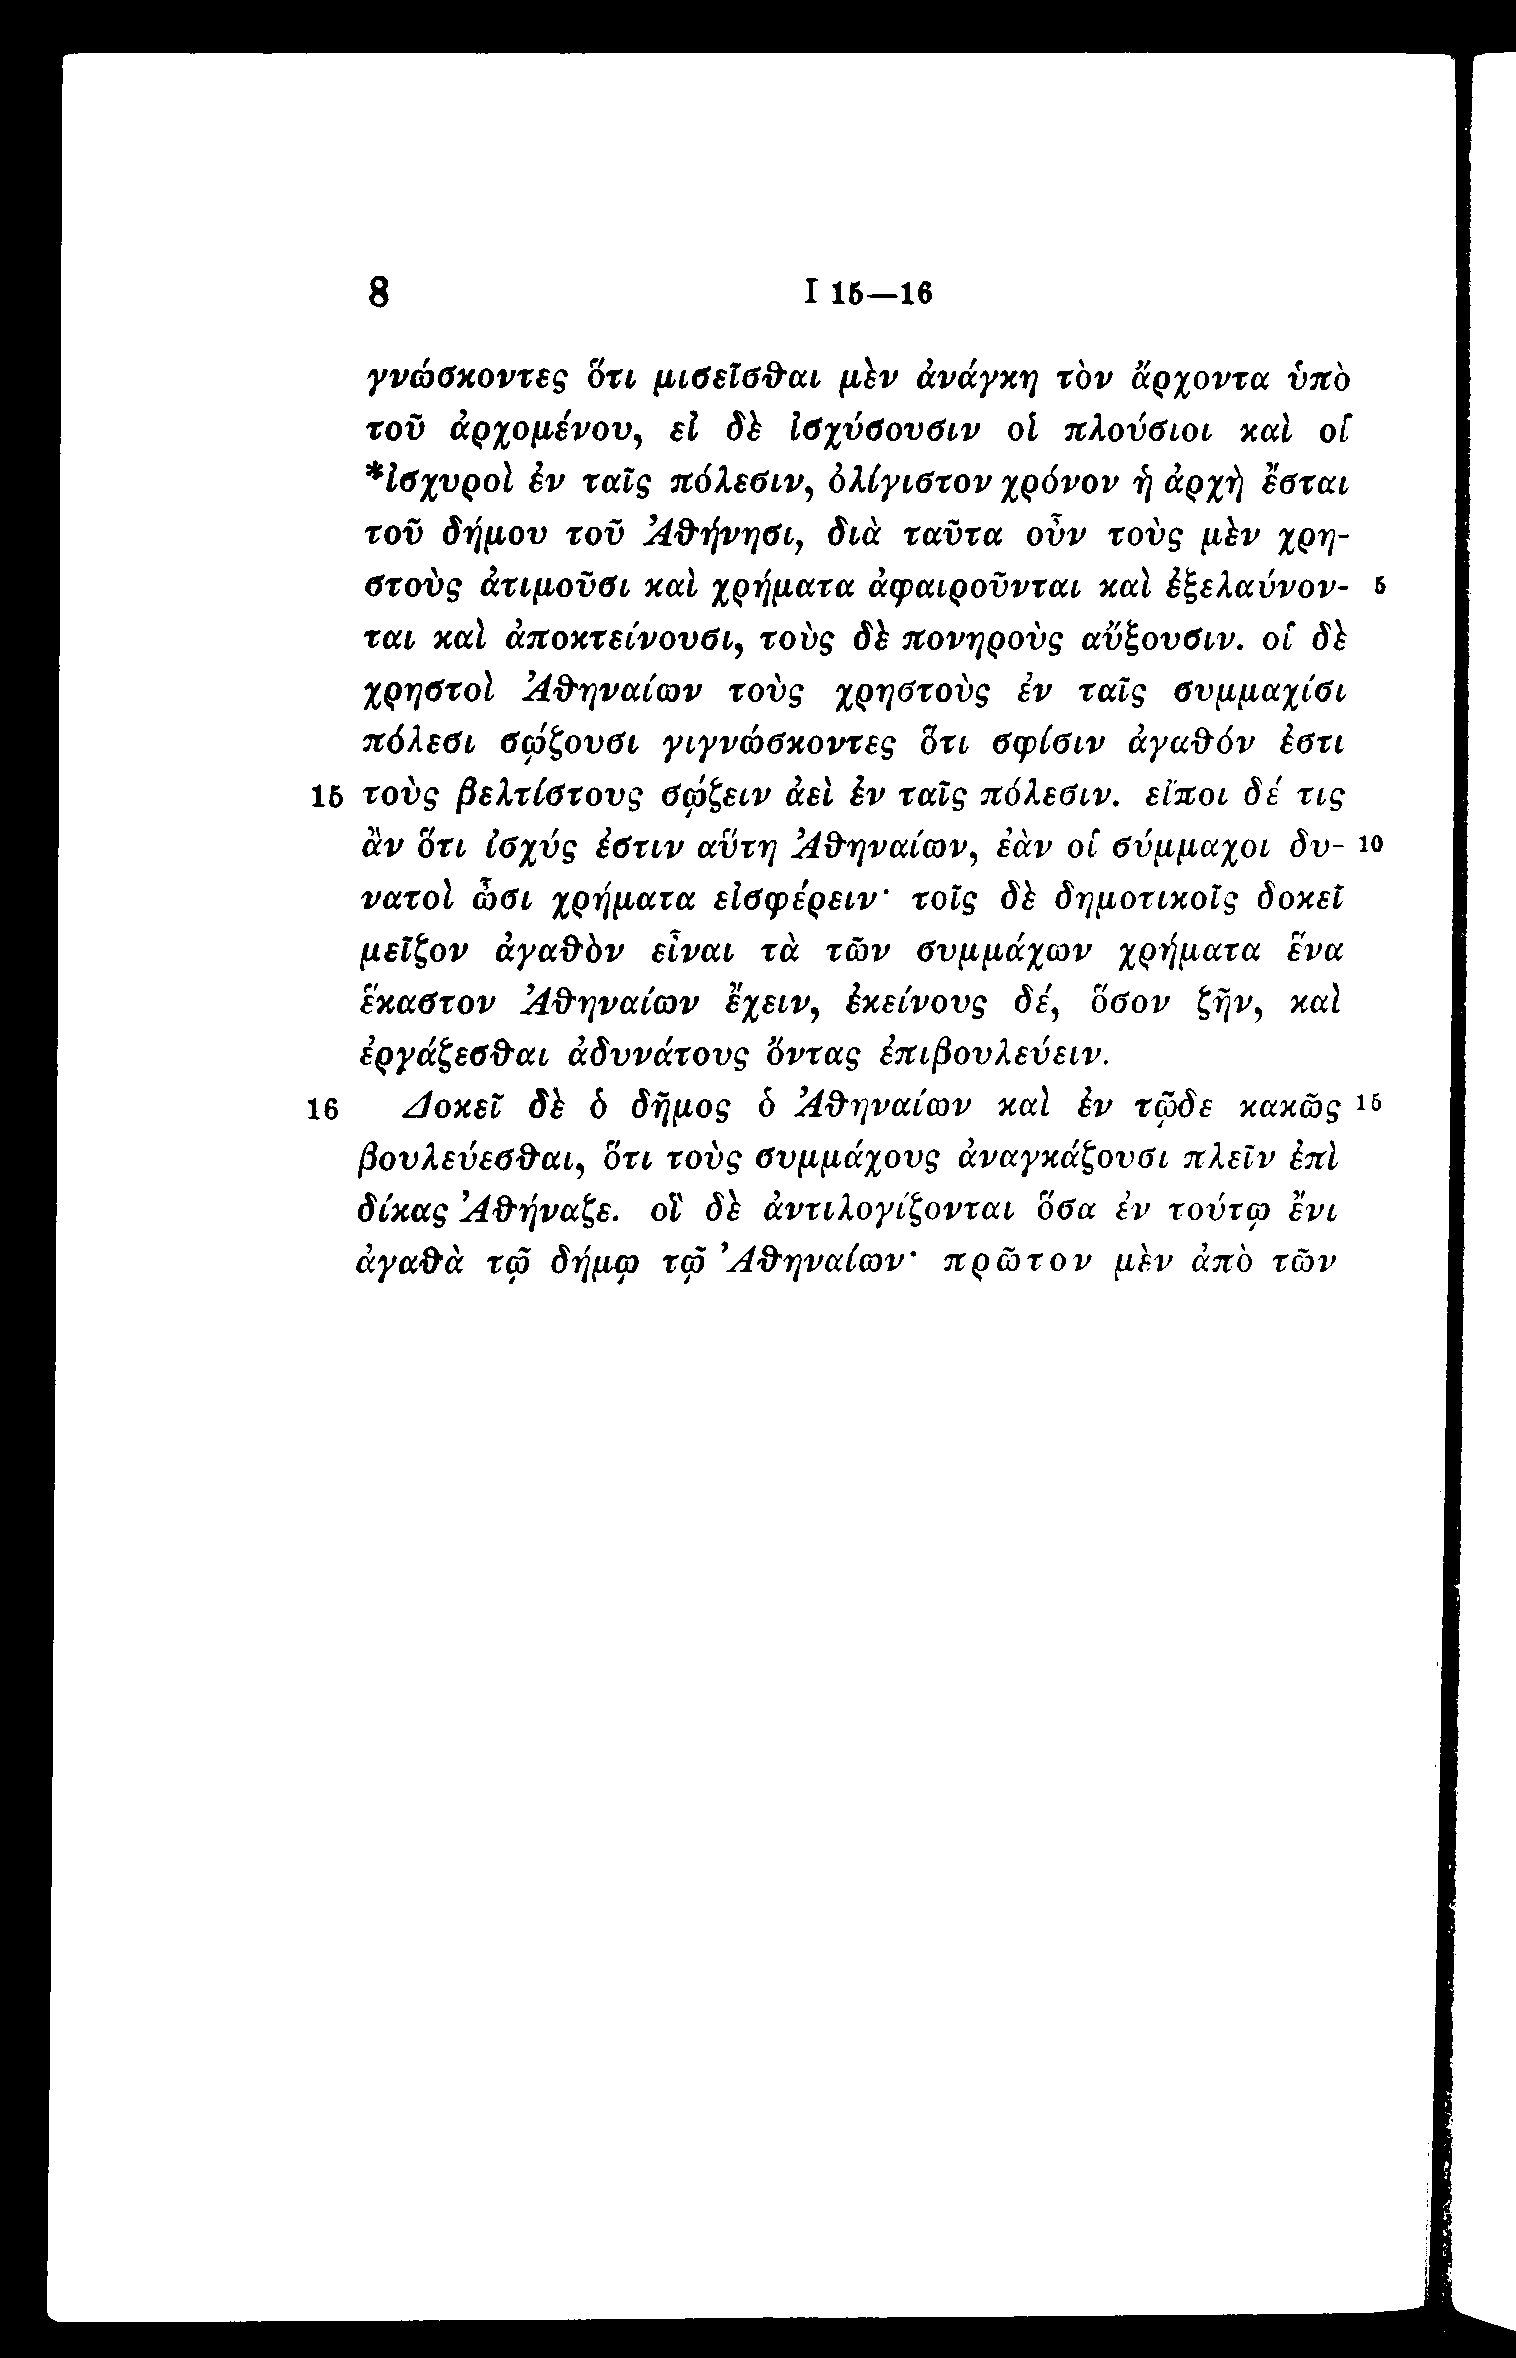 8 I 15—16
γνώσκοντες ὅτι μισεῖσϑαι μὲν ἀνάγκη τὸν ἄρχοντα ὑπὸ
τοῦ ἀρχομένου, εἰ δὲ ἰσχύσουσιν οἱ πλούσιοι καὶ οἱ
*ἰσχυροὶ ἐν ταῖς πόλεσιν, ὀλίγιστον χρόνον ἡ ἀρχὴ ἔσται
τοῦ δήμου τοῦ Ἀϑήνησι, διὰ ταῦτα οὖν τοὺς μὲν χρη-
στοὺς ἀτιμοῦσι καὶ χρήματα ἀφαιροῦνται καὶ ἐξελαύνον- 5
ται καὶ ἀποκτείνουσι, τοὺς δὲ πονηροὺς αὔξουσιν. οἱ δὲ
χρηστοὶ Ἀϑηναίων τοὺς χρηστοὺς ἐν ταῖς συμμαχίσι
πόλεσι σῴζουσι γιγνώσκοντες ὅτι σφίσιν ἀγαϑόν ἐστι
15 τοὺς βελτίστους σῴζειν ἀεὶ ἐν ταῖς πόλεσιν. εἴποι δέ τις
ἂν ὅτι ἰσχύς ἐστιν αὕτη Ἀϑηναίων, ἐὰν οἱ σύμμαχοι δυ- 10
νατοὶ ὦσι χρήματα εἰσφέρειν· τοῖς δὲ δημοτικοῖς δοκεῖ
μεῖζον ἀγαϑὸν εἶναι τὰ τῶν συμμάχων χρήματα ἕνα
ἕκαστον Ἀϑηναίων ἔχειν, ἐκείνους δέ, ὅσον ζῆν, καὶ
ἐργάζεσϑαι ἀδυνάτους ὄντας ἐπιβουλεύειν.
16 Δοκεῖ δὲ ὁ δῆμος ὁ Ἀϑηναίων καὶ ἐν τῷδε κακῶς 15
βουλεύεσϑαι, ὅτι τοὺς συμμάχους ἀναγκάζουσι πλεῖν ἐπὶ
δίκας Ἀϑήναζε. οἳ δὲ ἀντιλογίζονται ὅσα ἐν τούτῳ ἔνι
ἀγαϑὰ τῷ δήμῳ τῷ Ἀϑηναίων· πρῶτον μὲν ἀπὸ τῶν